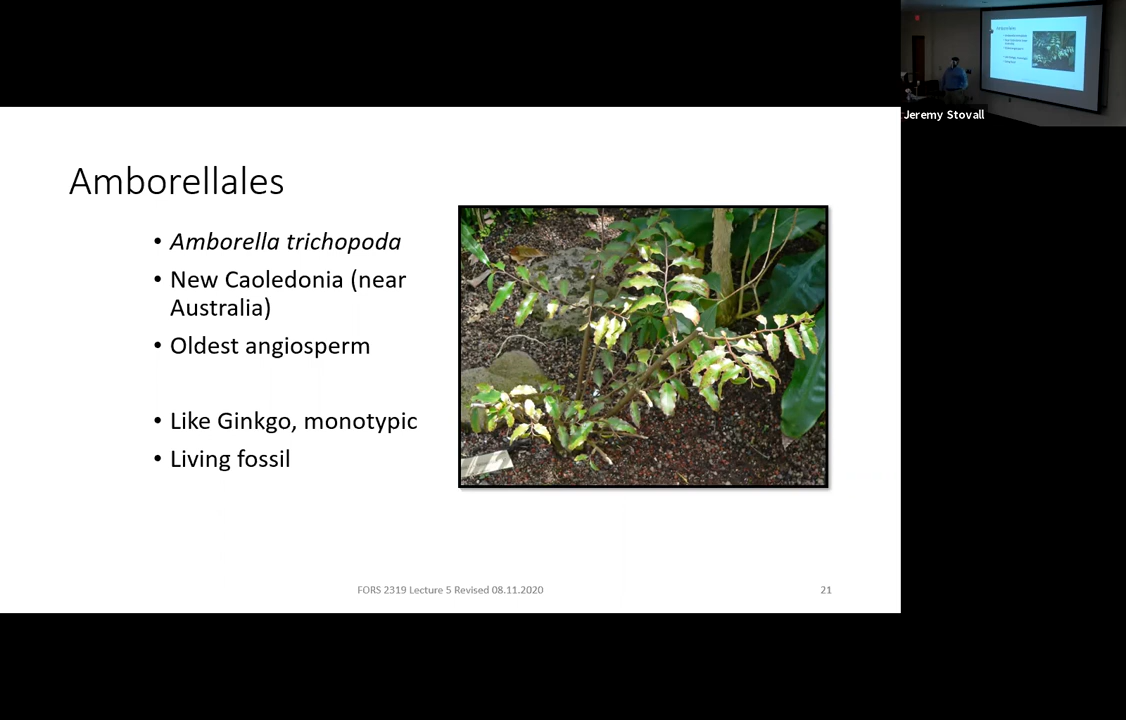 Jeremy Stovall
Amborellales
• Amborella trichopoda
• New Caoledonia (near
Australia)
• Oldest angiosperm
• Like Ginkgo, monotypic
• Living fossil
FORS 2319 Lecture 5 Revised 08.11.2020
21